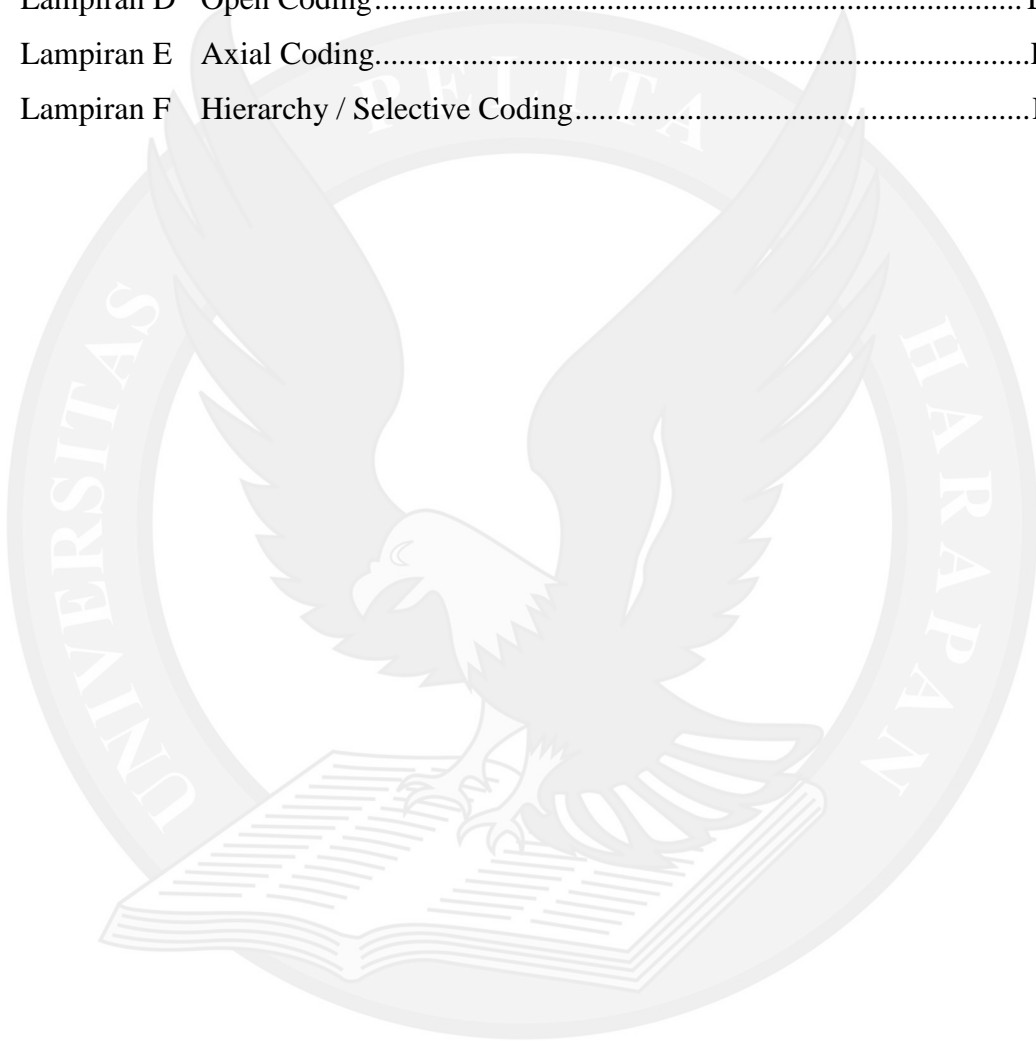 Lampiran D Open Coding
Lampiran E Axial Coding
Lampiran F Hierarchy / Selective Coding
UNIVERSITAS PELITA HARAPAN